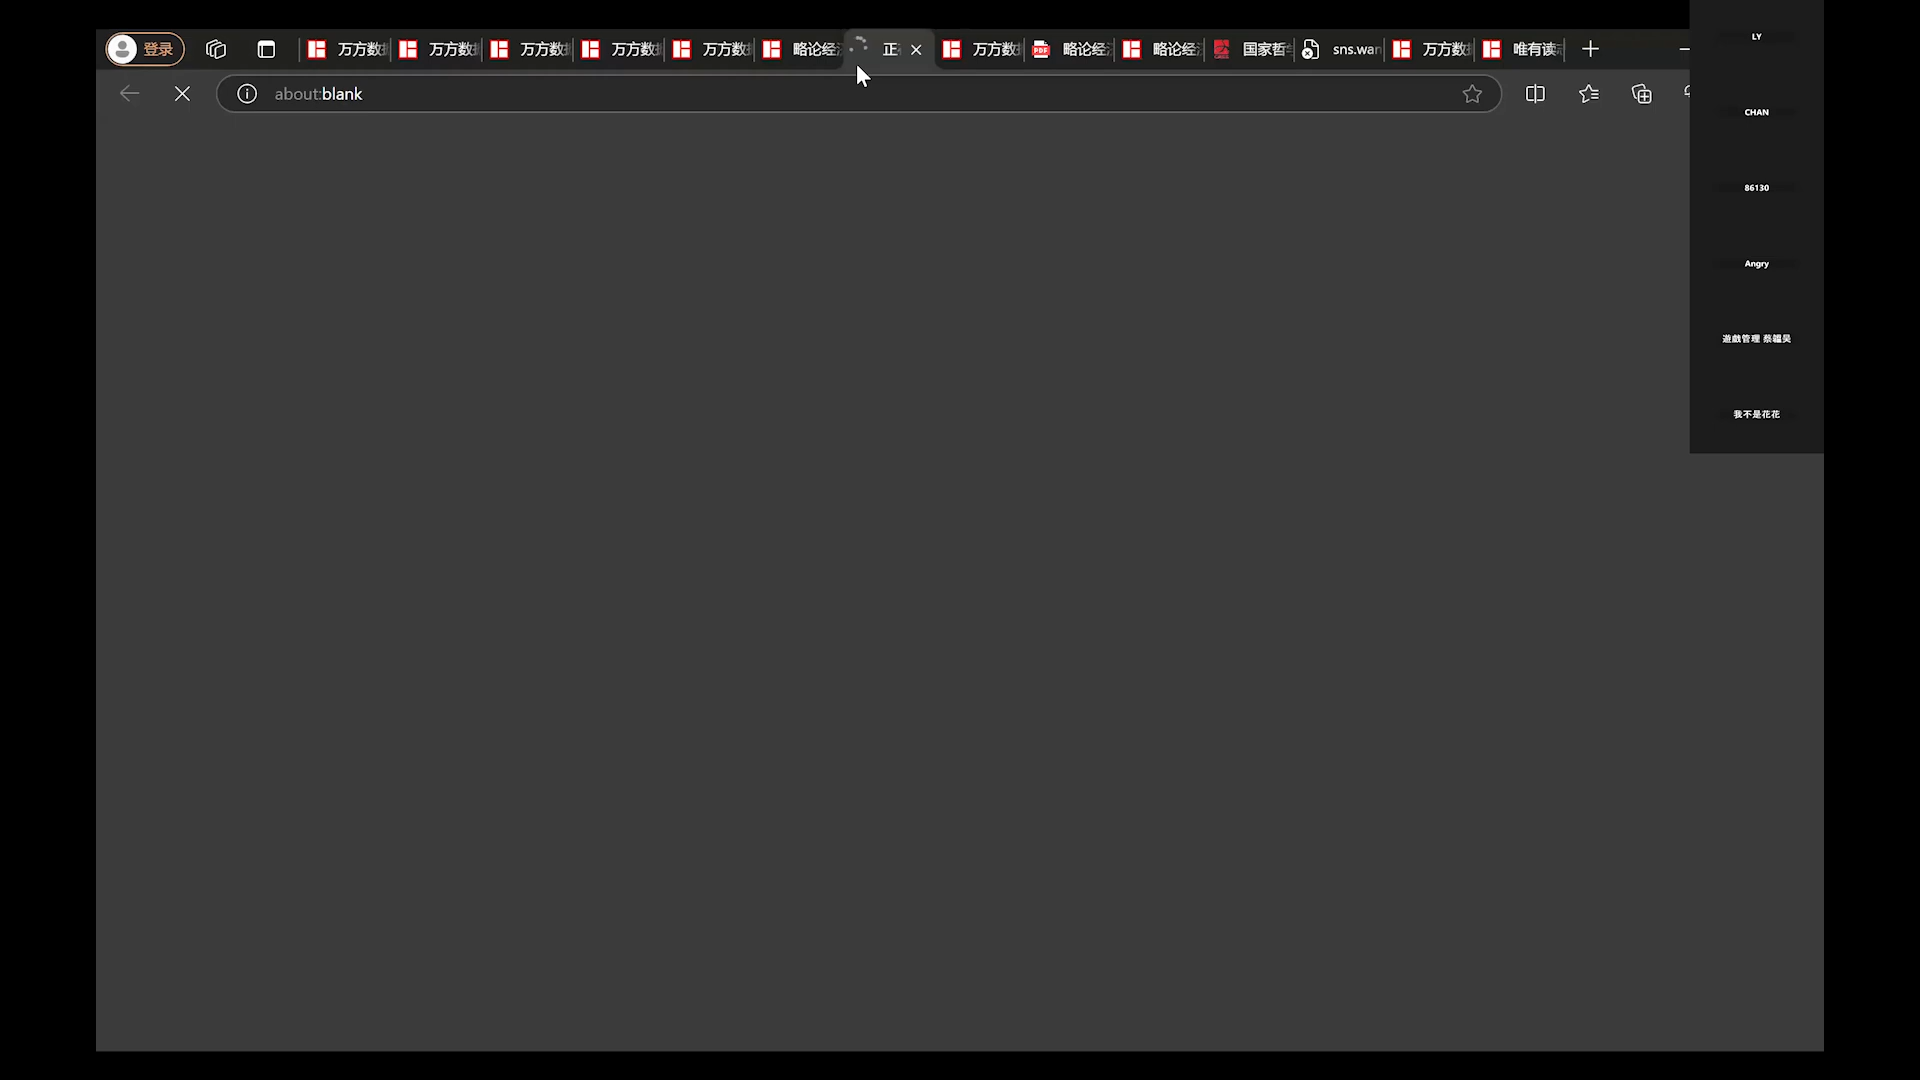 登录
万方数
万方数
万方数
万方数
万方数
略论经
正
万方数
略论经
略论经
国家哲
sns.wan
万方数
唯有读
about:blank
LY
CHAN
86130
Angry
遊戲管理 蔡
我不是花花